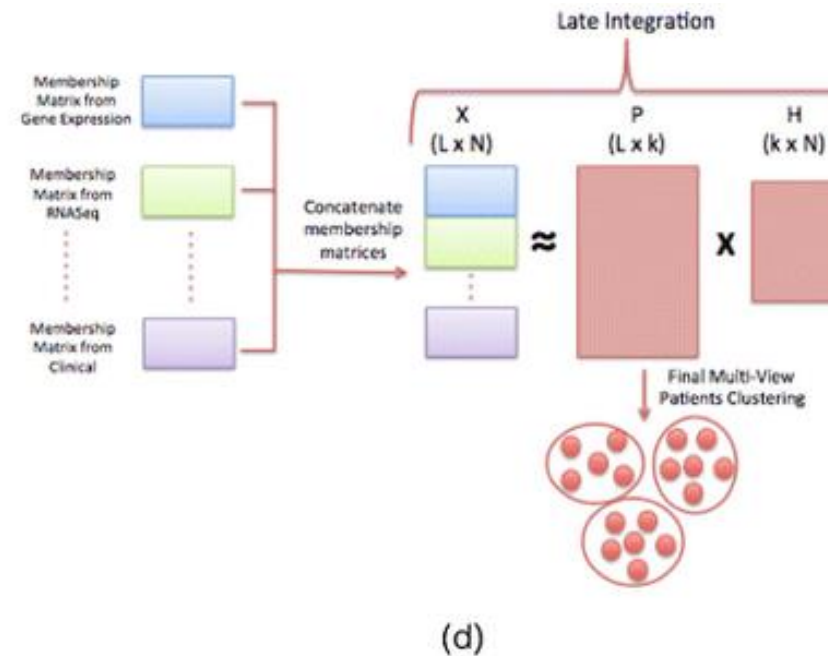 Late Integration
Membership
Matrix from
Gene Expression
Membership
Matrix from
RNASeq
Membership
Matrix from
Clinical
Concatenate
membership
matrices
X
(L x N)
≈
P
(L x k)
X
H
(k x N)
Final Multi-View
Patients Clustering
(d)